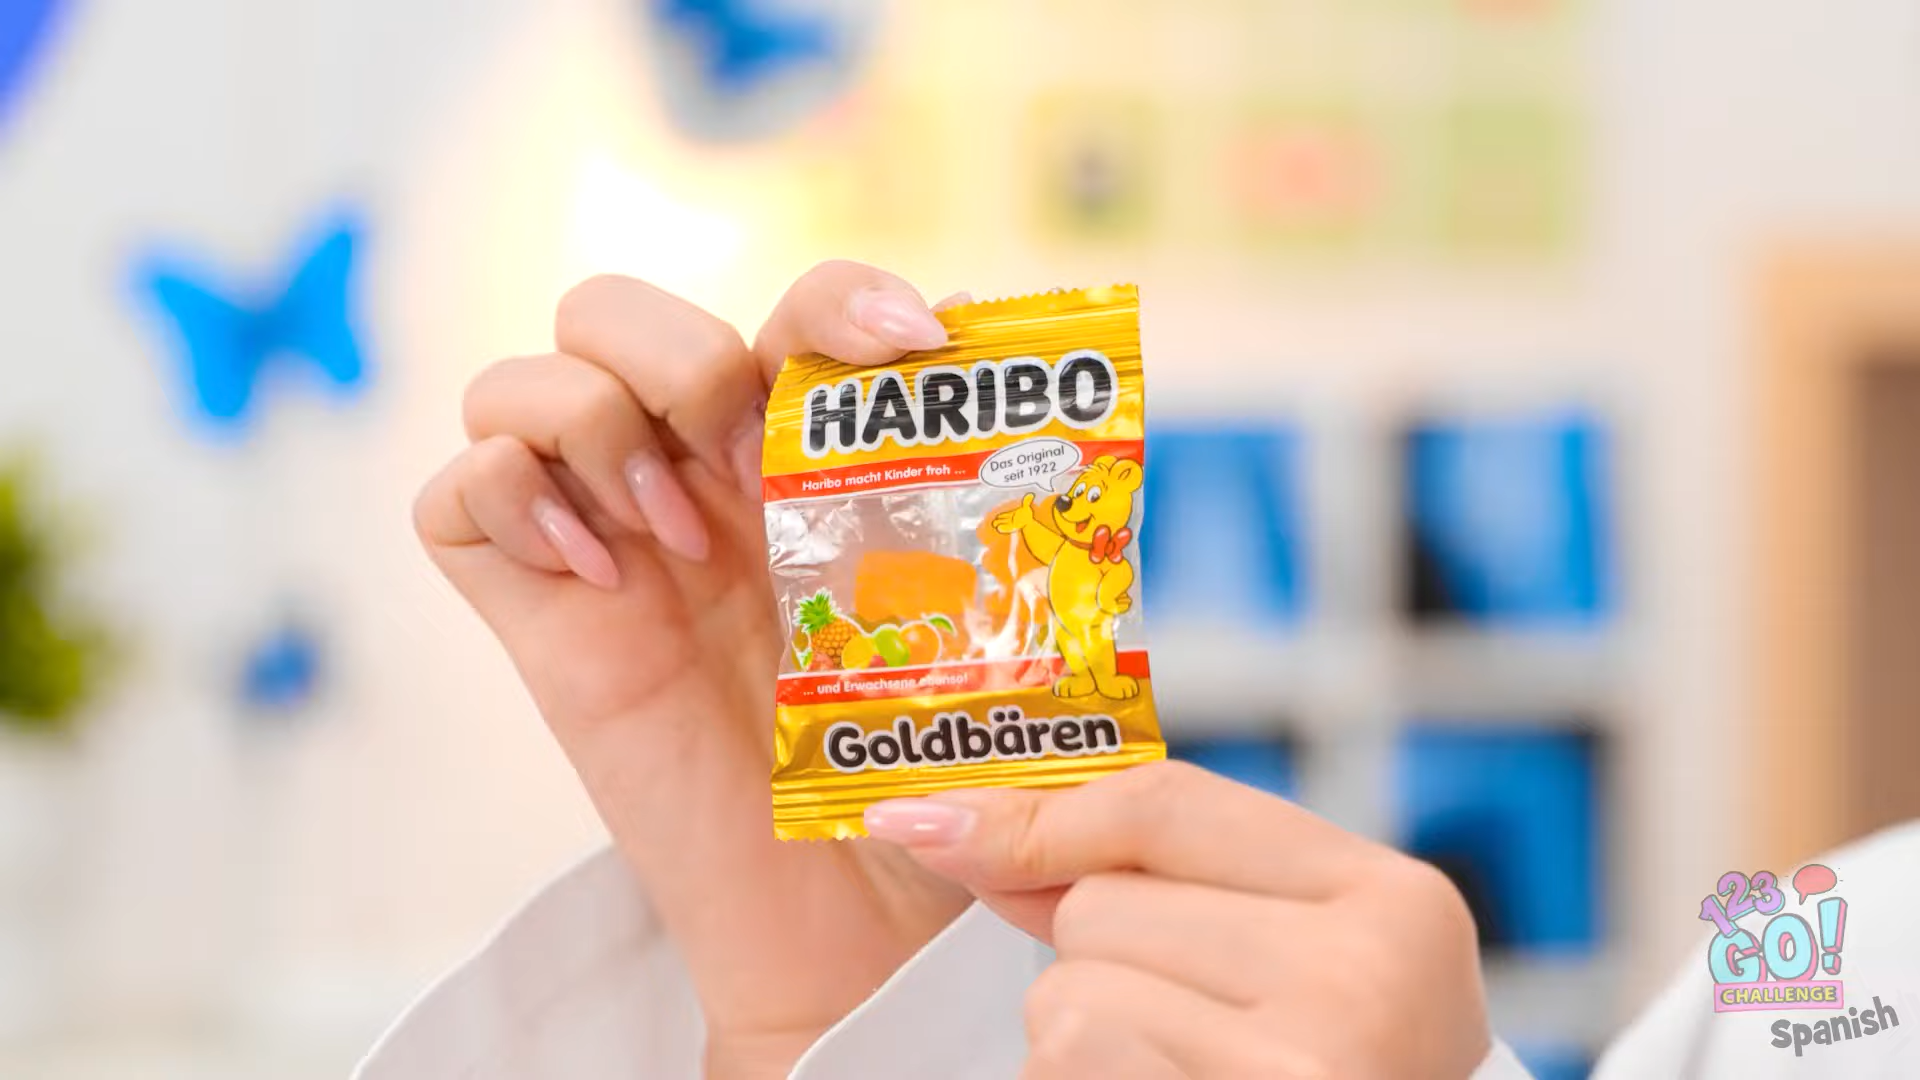 HARIBO
Haribo macht Kinder froh ...
Das Original
seit 1922
... und Erwachsene ebenso!
Goldbären
123
GO!
CHALLENGE
Spanish